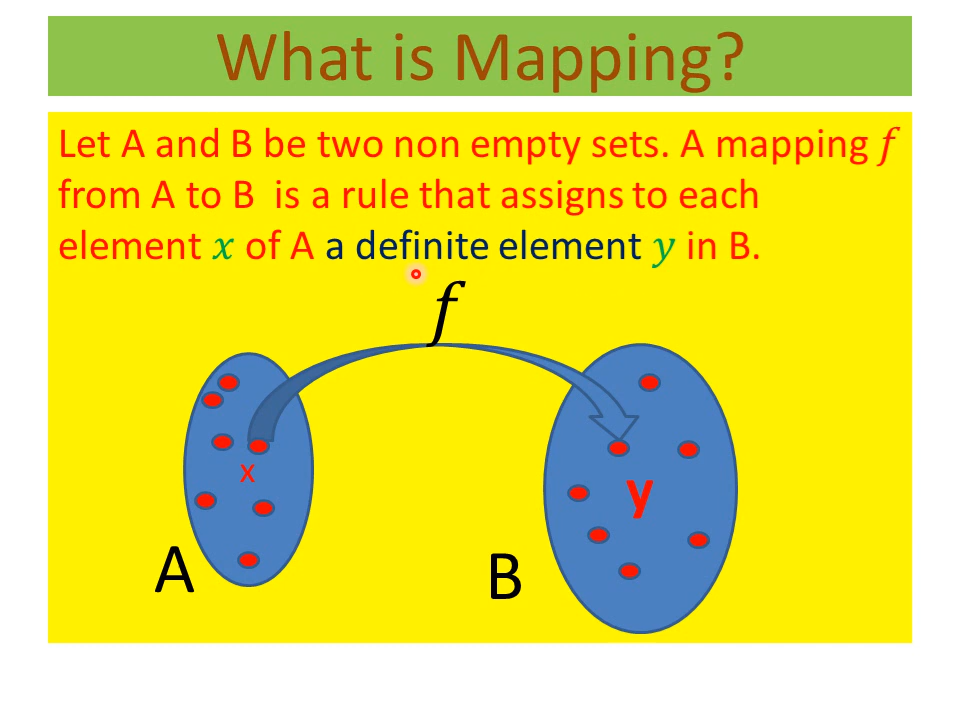 What is Mapping?
Let A and B be two non empty sets. A mapping 𝑓
from A to B  is a rule that assigns to each
element 𝑥 of A a definite element 𝑦 in B.
𝑓
x
y
A
B